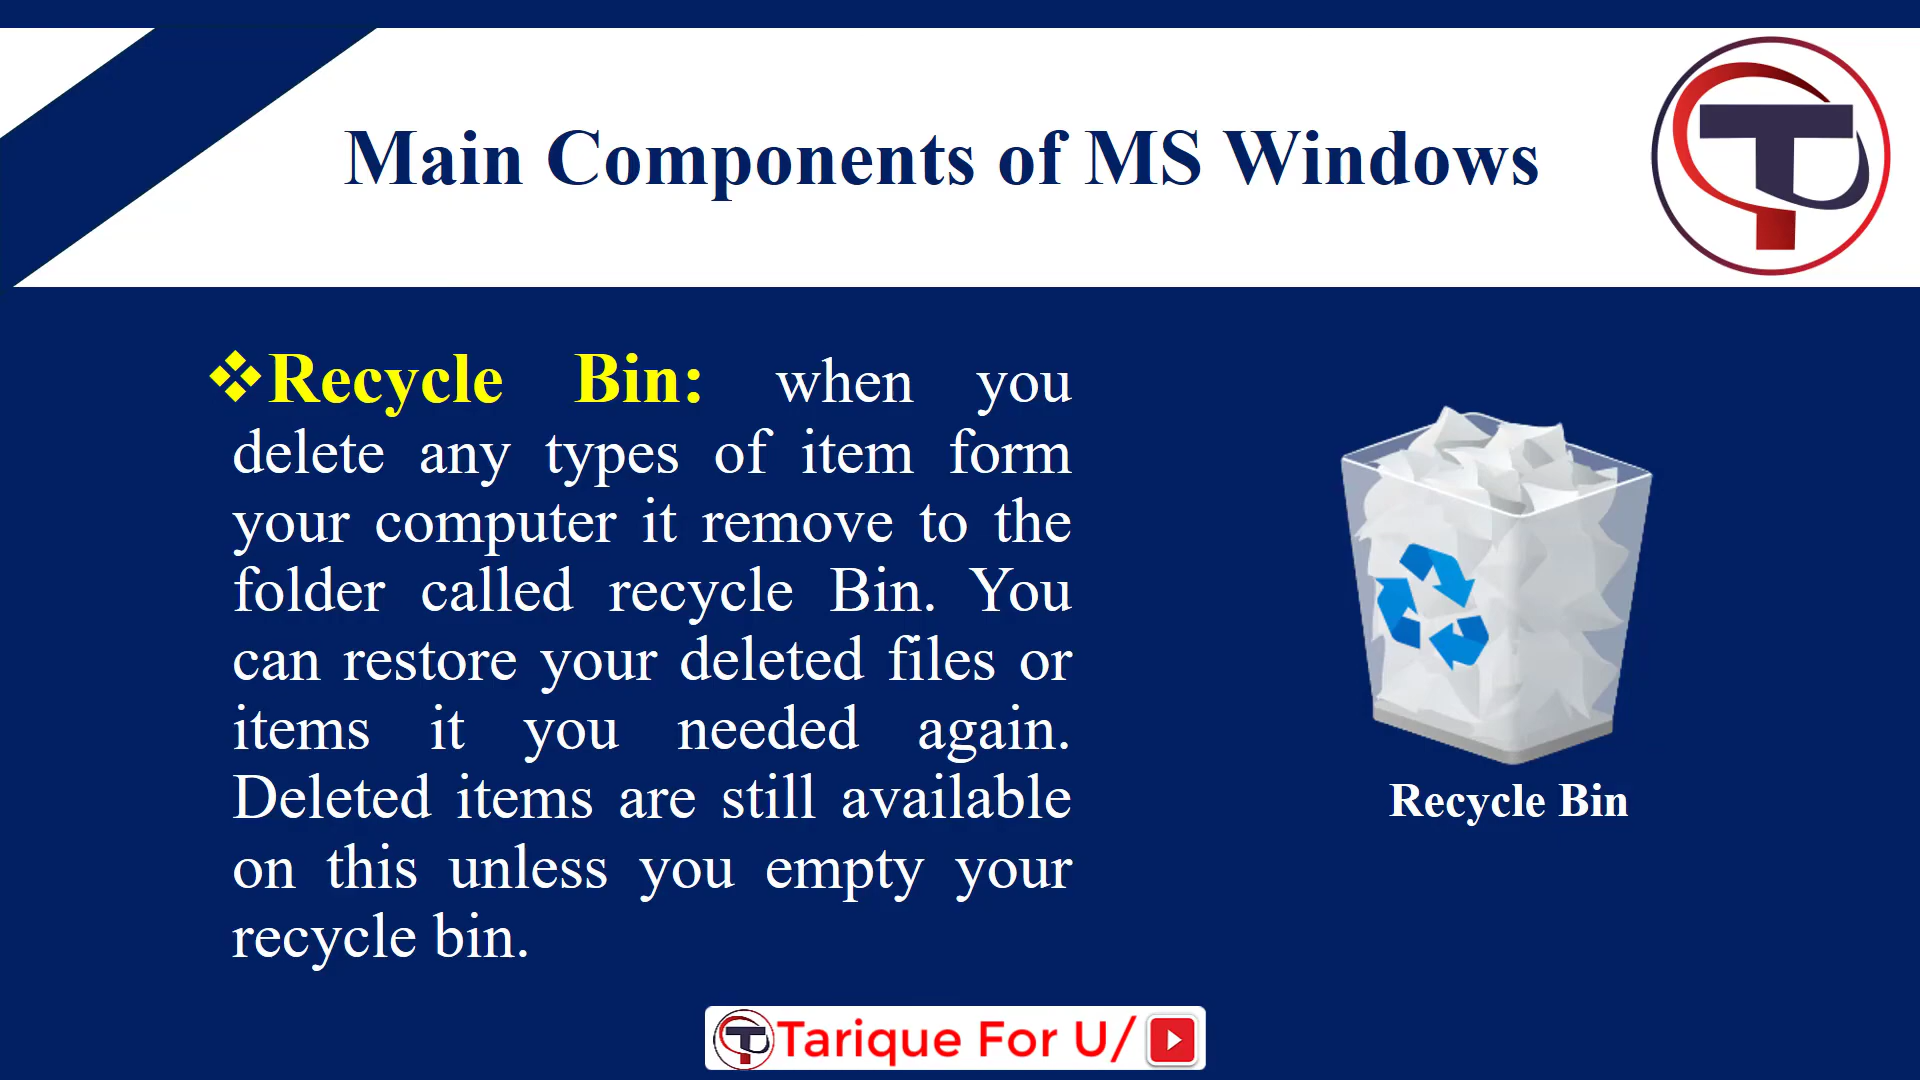 Main Components of MS Windows
❖Recycle Bin: when you
delete any types of item form
your computer it remove to the
folder called recycle Bin. You
can restore your deleted files or
items it you needed again.
Deleted items are still available
on this unless you empty your
recycle bin.
Recycle Bin
Tarique For U/